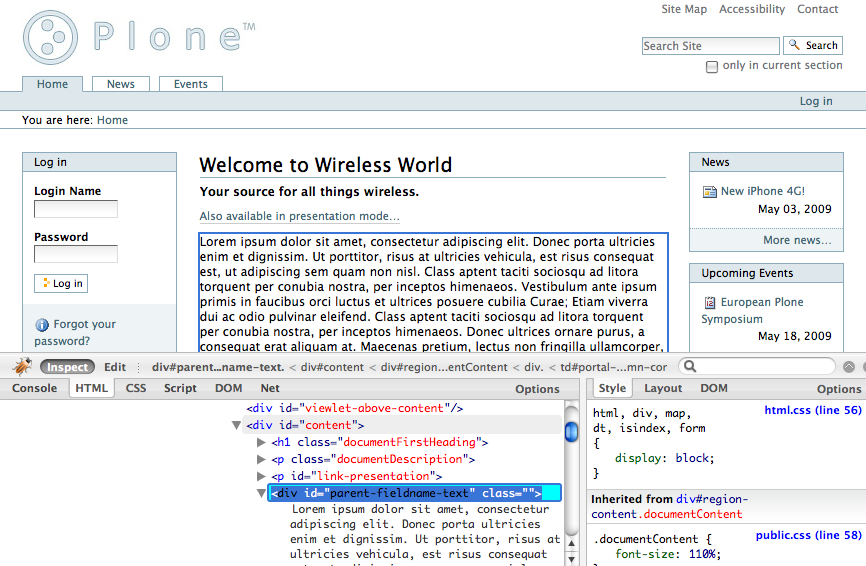 Site Map Accessibility Contact
Plone™
Search Site Search
only in current section
Home News Events
Log in
You are here: Home
Log in
Login Name
Password
Log in
Forgot your
password?
Welcome to Wireless World
Your source for all things wireless.
Also available in presentation mode...
Lorem ipsum dolor sit amet, consectetur adipiscing elit. Donec porta ultricies
enim et dignissim. Ut porttitor, risus at ultricies vehicula, est risus consequat
est, ut adipiscing sem quam non nisl. Class aptent taciti sociosqu ad litora
torquent per conubia nostra, per inceptos himenaeos. Vestibulum ante ipsum
primis in faucibus orci luctus et ultrices posuere cubilia Curae; Etiam viverra
dui ac odio pulvinar eleifend. Class aptent taciti sociosqu ad litora torquent
per conubia nostra, per inceptos himenaeos. Donec ultrices ornare purus, a
consequat erat aliquam at. Maecenas pretium, lectus non fringilla ullamcorper,
News
New iPhone 4G!
May 03, 2009
More news...
Upcoming Events
European Plone
Symposium
May 18, 2009
Inspect Edit div#parent...name-text. < div#content < div#region...entContent < div. < td#portal-...mn-cor
Console HTML CSS Script DOM Net Options
<div id="viewlet-above-content"/>
<div id="content">
<h1 class="documentFirstHeading">
<p class="documentDescription">
<p id="link-presentation">
<div id="parent-fieldname-text" class="">
Lorem ipsum dolor sit amet, consectetur
adipiscing elit. Donec porta ultricies
enim et dignissim. Ut porttitor, risus at
ultricies vehicula, est risus consequat
Style Layout DOM Options
html, div, map, html.css (line 56)
dt, isindex, form
{
display: block;
}
Inherited from div#region-
content.documentContent
.documentContent { public.css (line 58)
font-size: 110%;
}